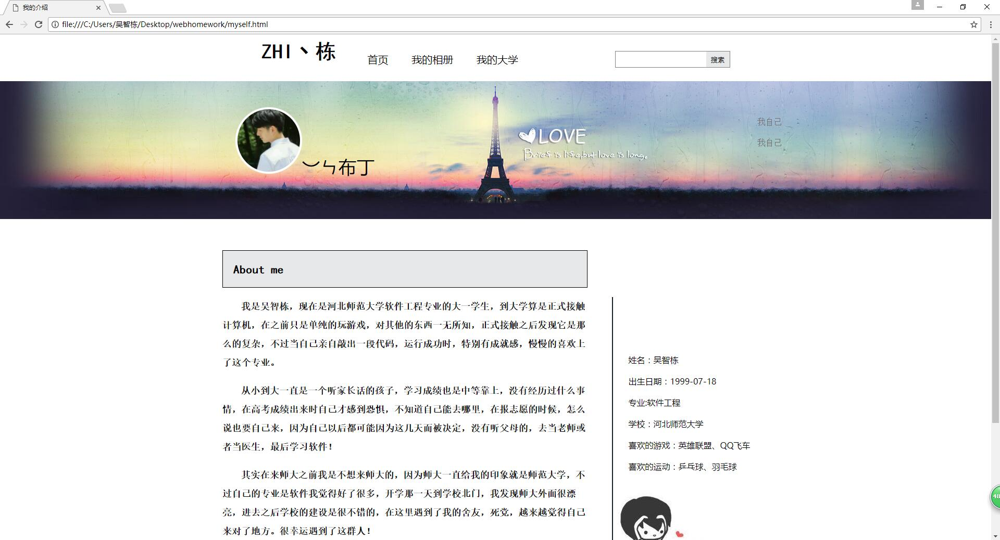 我的介绍
file:///C:/Users/吴智栋/Desktop/webhomework/myself.html
ZHI丶栋
首页 我的相册 我的大学 搜索
我自己
LOVE
我自己
Brief is life,but love is long.
︶ㄣ布丁
About me
我是吴智栋，现在是河北师范大学软件工程专业的大一学生，到大学算是正式接触
计算机，在之前只是单纯的玩游戏，对其他的东西一无所知，正式接触之后发现它是那
么的复杂，不过当自己亲自敲出一段代码，运行成功时，特别有成就感，慢慢的喜欢上
了这个专业。
从小到大一直是一个听家长话的孩子，学习成绩也是中等靠上，没有经历过什么事
情，在高考成绩出来时自己才感到恐惧，不知道自己能去哪里，在报志愿的时候，怎么
说也要自己来，因为自己以后都可能因为这几天而被决定，没有听父母的，去当老师或
者当医生，最后学习软件！
其实在来师大之前我是不想来师大的，因为师大一直给我的印象就是师范大学，不
过自己的专业是软件我觉得好了很多，开学那一天到学校北门，我发现师大外面很漂
亮，进去之后学校的建设是很不错的，在这里遇到了我的舍友，死党，越来越觉得自己
来对了地方。很幸运遇到了这群人！
姓名：吴智栋
出生日期：1999-07-18
专业:软件工程
学校：河北师范大学
喜欢的游戏：英雄联盟、QQ飞车
喜欢的运动：乒乓球、羽毛球
48